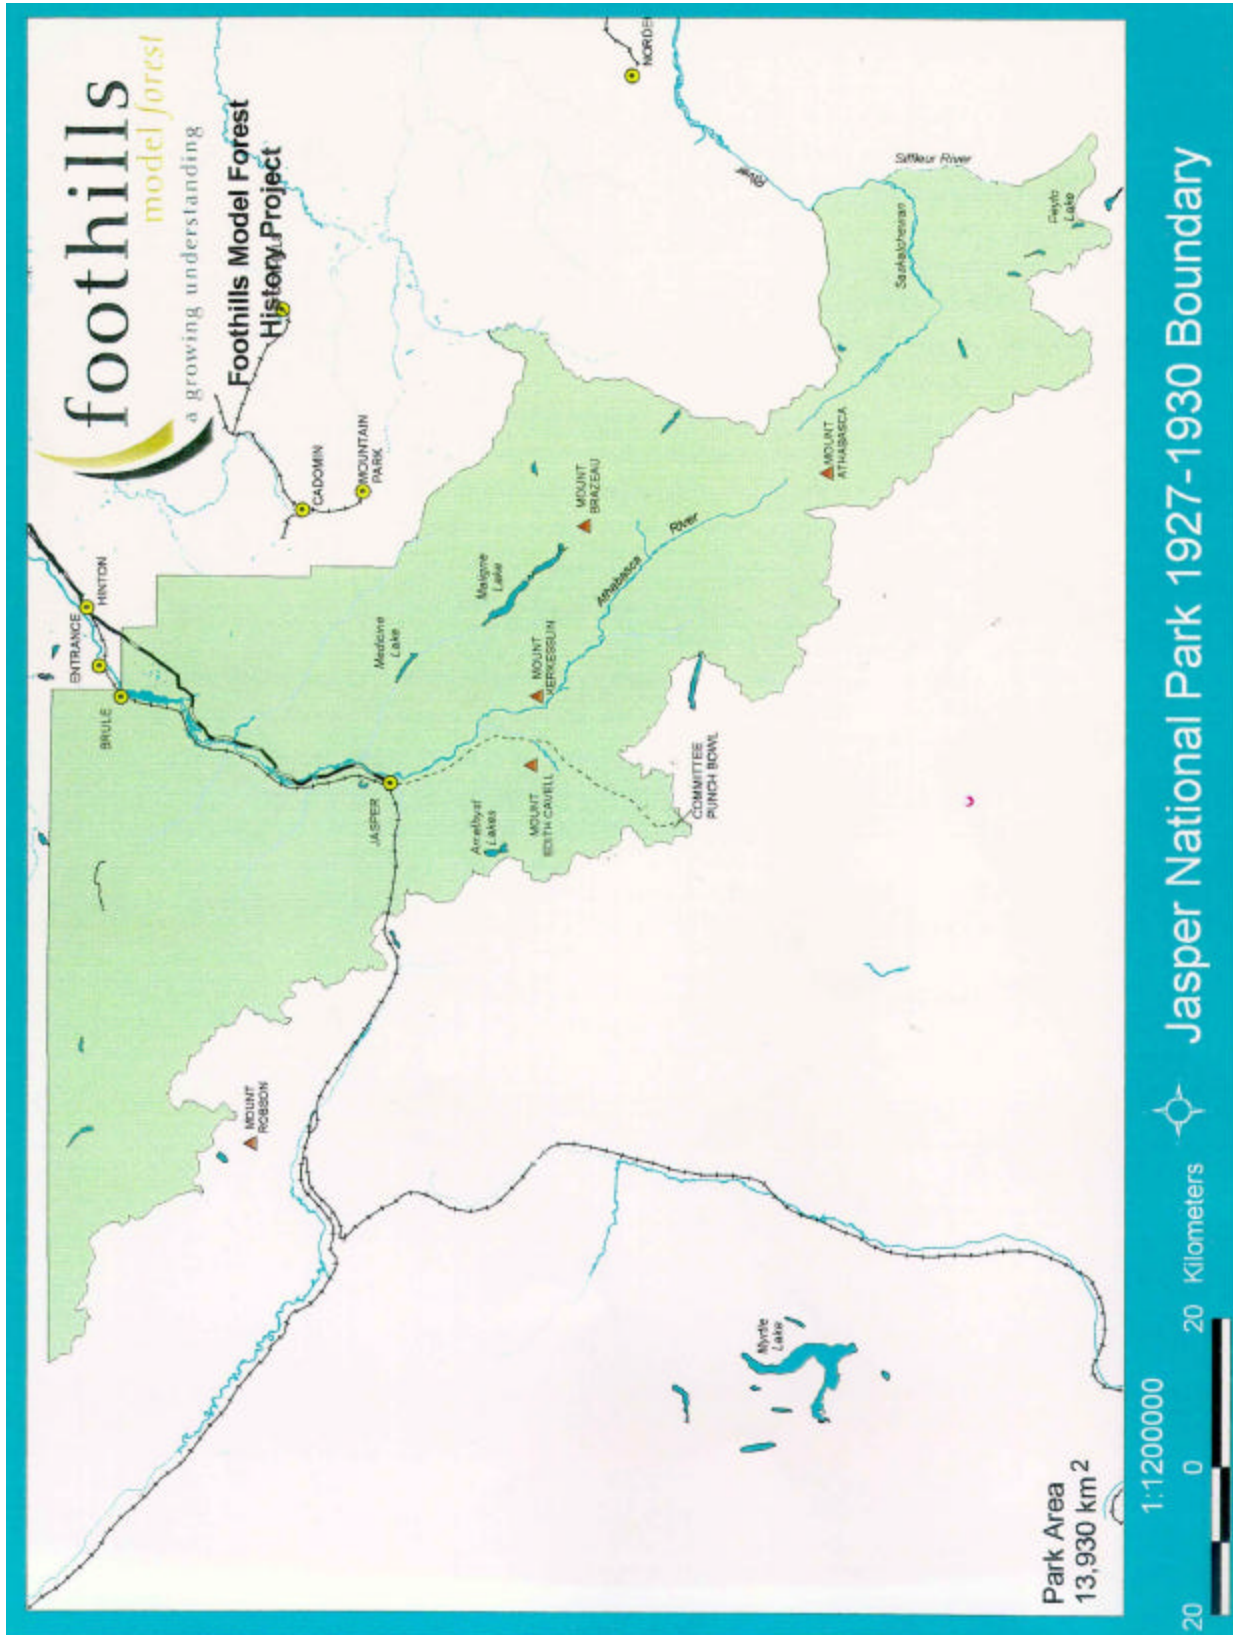 foothills
model forest
a growing understanding
Foothills Model Forest
History Project
NORDE
HINTON
ENTRANCE
BRULE
CADOMIN
MOUNTAIN
PARK
Siffleur River
Saskatchewan
Peyto
Lake
MOUNT
ATHABASCA
MOUNT
BRAZEAU
Athabasca
River
Maligne
Lake
Medicine
Lake
MOUNT
KERKESLIN
JASPER
Amethyst
Lakes
MOUNT
EDITH CAVELL
COMMITTEE
PUNCH BOWL
MOUNT
ROBSON
Myrtle
Lake
Park Area
13,930 km²
1:1200000
20 0 20 Kilometers
Jasper National Park 1927-1930 Boundary